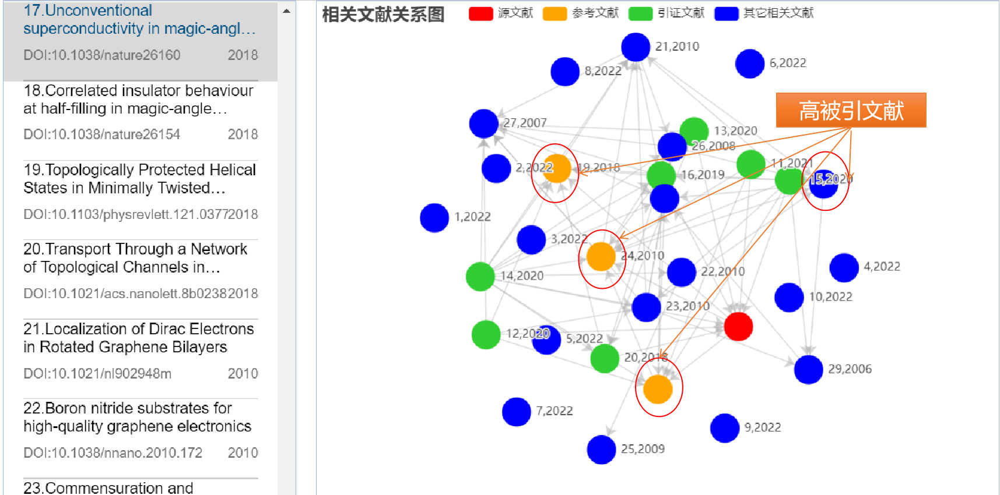 17.Unconventional
superconductivity in magic-angl…
DOI:10.1038/nature26160 2018
18.Correlated insulator behaviour
at half-filling in magic-angle…
DOI:10.1038/nature26154 2018
19.Topologically Protected Helical
States in Minimally Twisted…
DOI:10.1103/physrevlett.121.03772018
20.Transport Through a Network
of Topological Channels in…
DOI:10.1021/acs.nanolett.8b02382018
21.Localization of Dirac Electrons
in Rotated Graphene Bilayers
DOI:10.1021/nl902948m 2010
22.Boron nitride substrates for
high-quality graphene electronics
DOI:10.1038/nnano.2010.172 2010
23.Commensuration and
相关文献关系图
源文献
参考文献
引证文献
其它相关文献
21,2010
6,2022
8,2022
高被引文献
27,2007
13,2020
26,2008
11,2021
2,2022
19,2018
16,2019
15,2020
1,2022
3,2022
24,2010
4,2022
22,2010
14,2020
10,2022
23,2010
12,2020
5,2022
20,2018
29,2006
7,2022
9,2022
25,2009